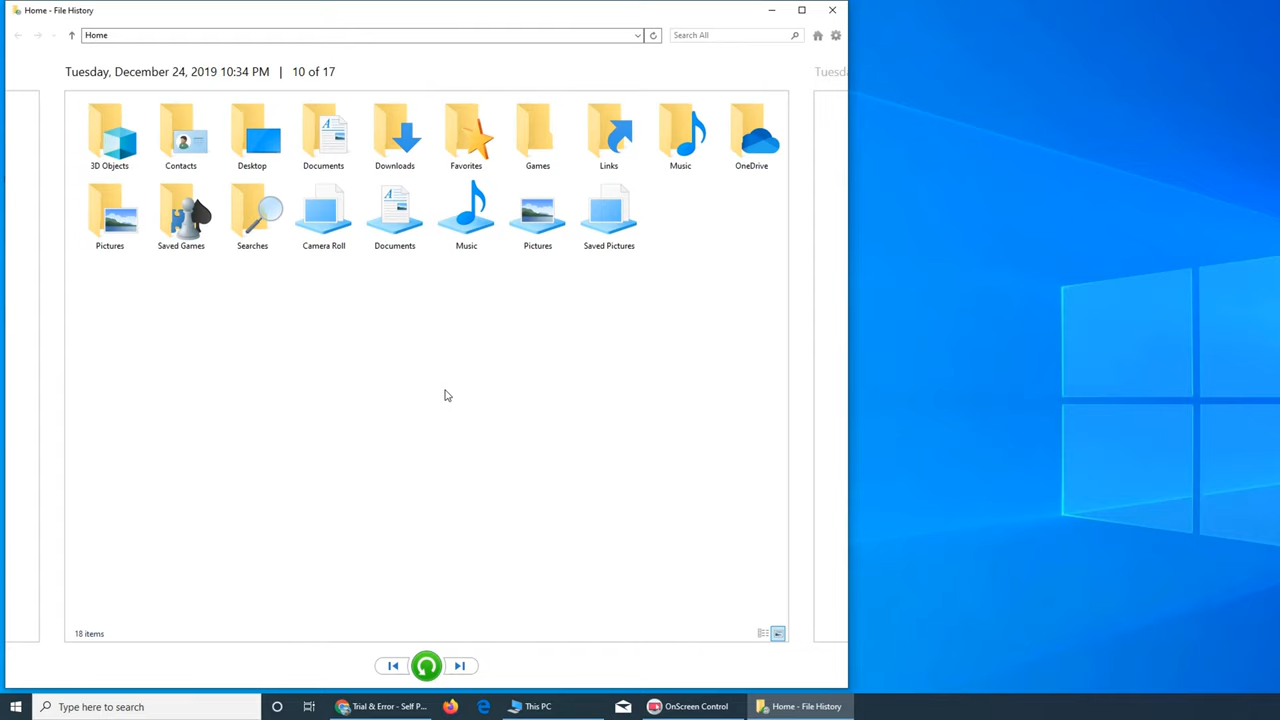 Home - File History
Home
Search All
Tuesday, December 24, 2019 10:34 PM | 10 of 17
Tuesd
3D Objects Contacts Desktop Documents Downloads Favorites Games Links Music OneDrive
Pictures Saved Games Searches Camera Roll Documents Music Pictures Saved Pictures
18 items
Type here to search
Trial & Error - Self P...
This PC
OnScreen Control
Home - File History